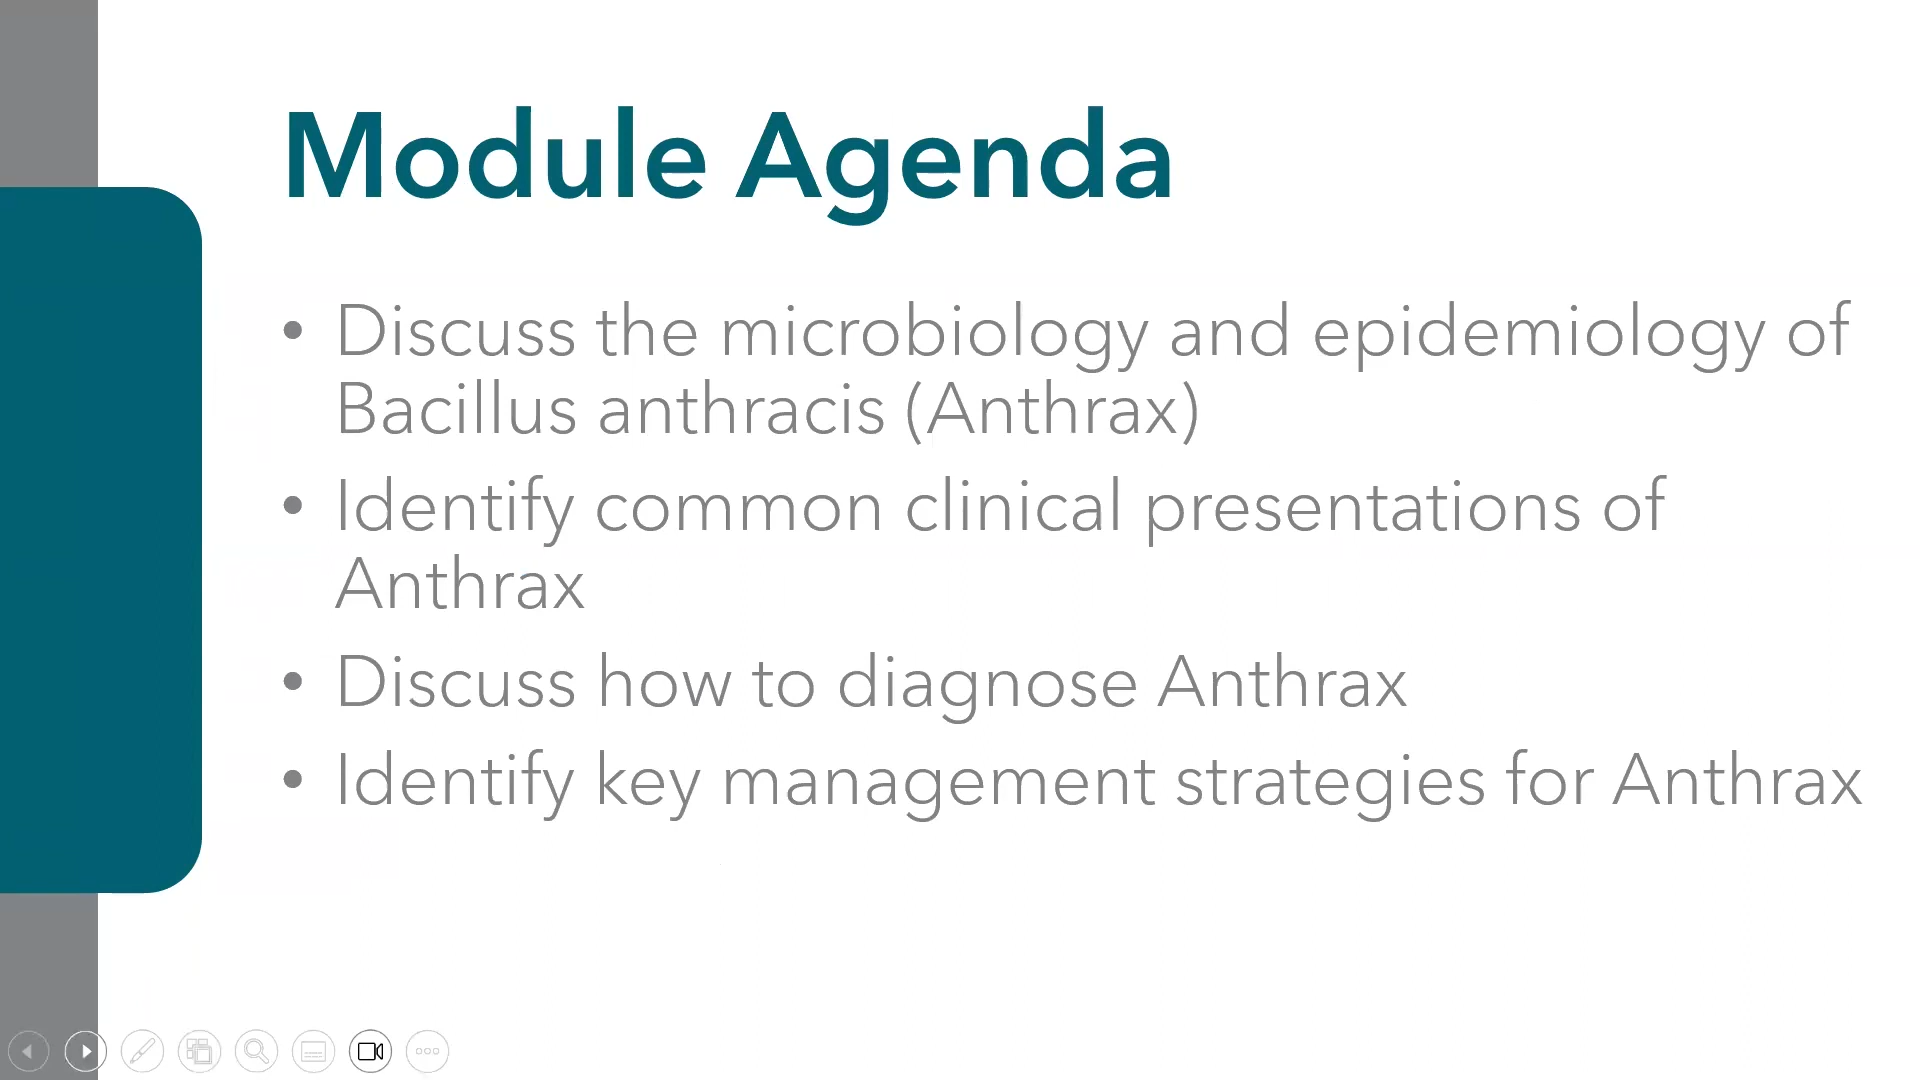 Module Agenda
• Discuss the microbiology and epidemiology of
Bacillus anthracis (Anthrax)
• Identify common clinical presentations of
Anthrax
• Discuss how to diagnose Anthrax
• Identify key management strategies for Anthrax